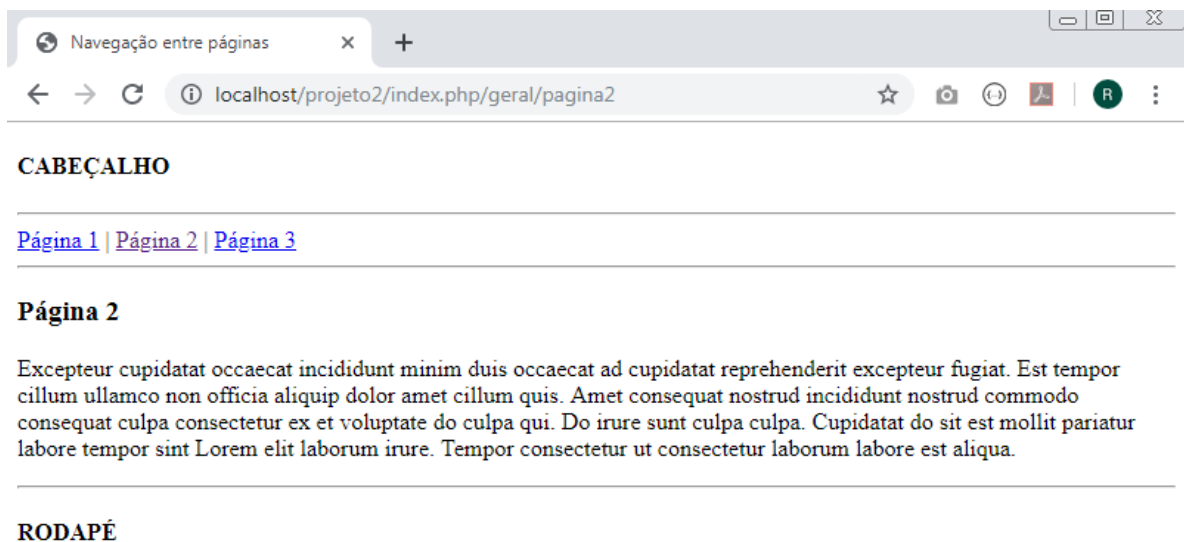 Navegação entre páginas
localhost/projeto2/index.php/geral/pagina2
R
CABEÇALHO
Página 1 | Página 2 | Página 3
Página 2
Excepteur cupidatat occaecat incididunt minim duis occaecat ad cupidatat reprehenderit excepteur fugiat. Est tempor
cillum ullamco non officia aliquip dolor amet cillum quis. Amet consequat nostrud incididunt nostrud commodo
consequat culpa consectetur ex et voluptate do culpa qui. Do irure sunt culpa culpa. Cupidatat do sit est mollit pariatur
labore tempor sint Lorem elit laborum irure. Tempor consectetur ut consectetur laborum labore est aliqua.
RODAPÉ